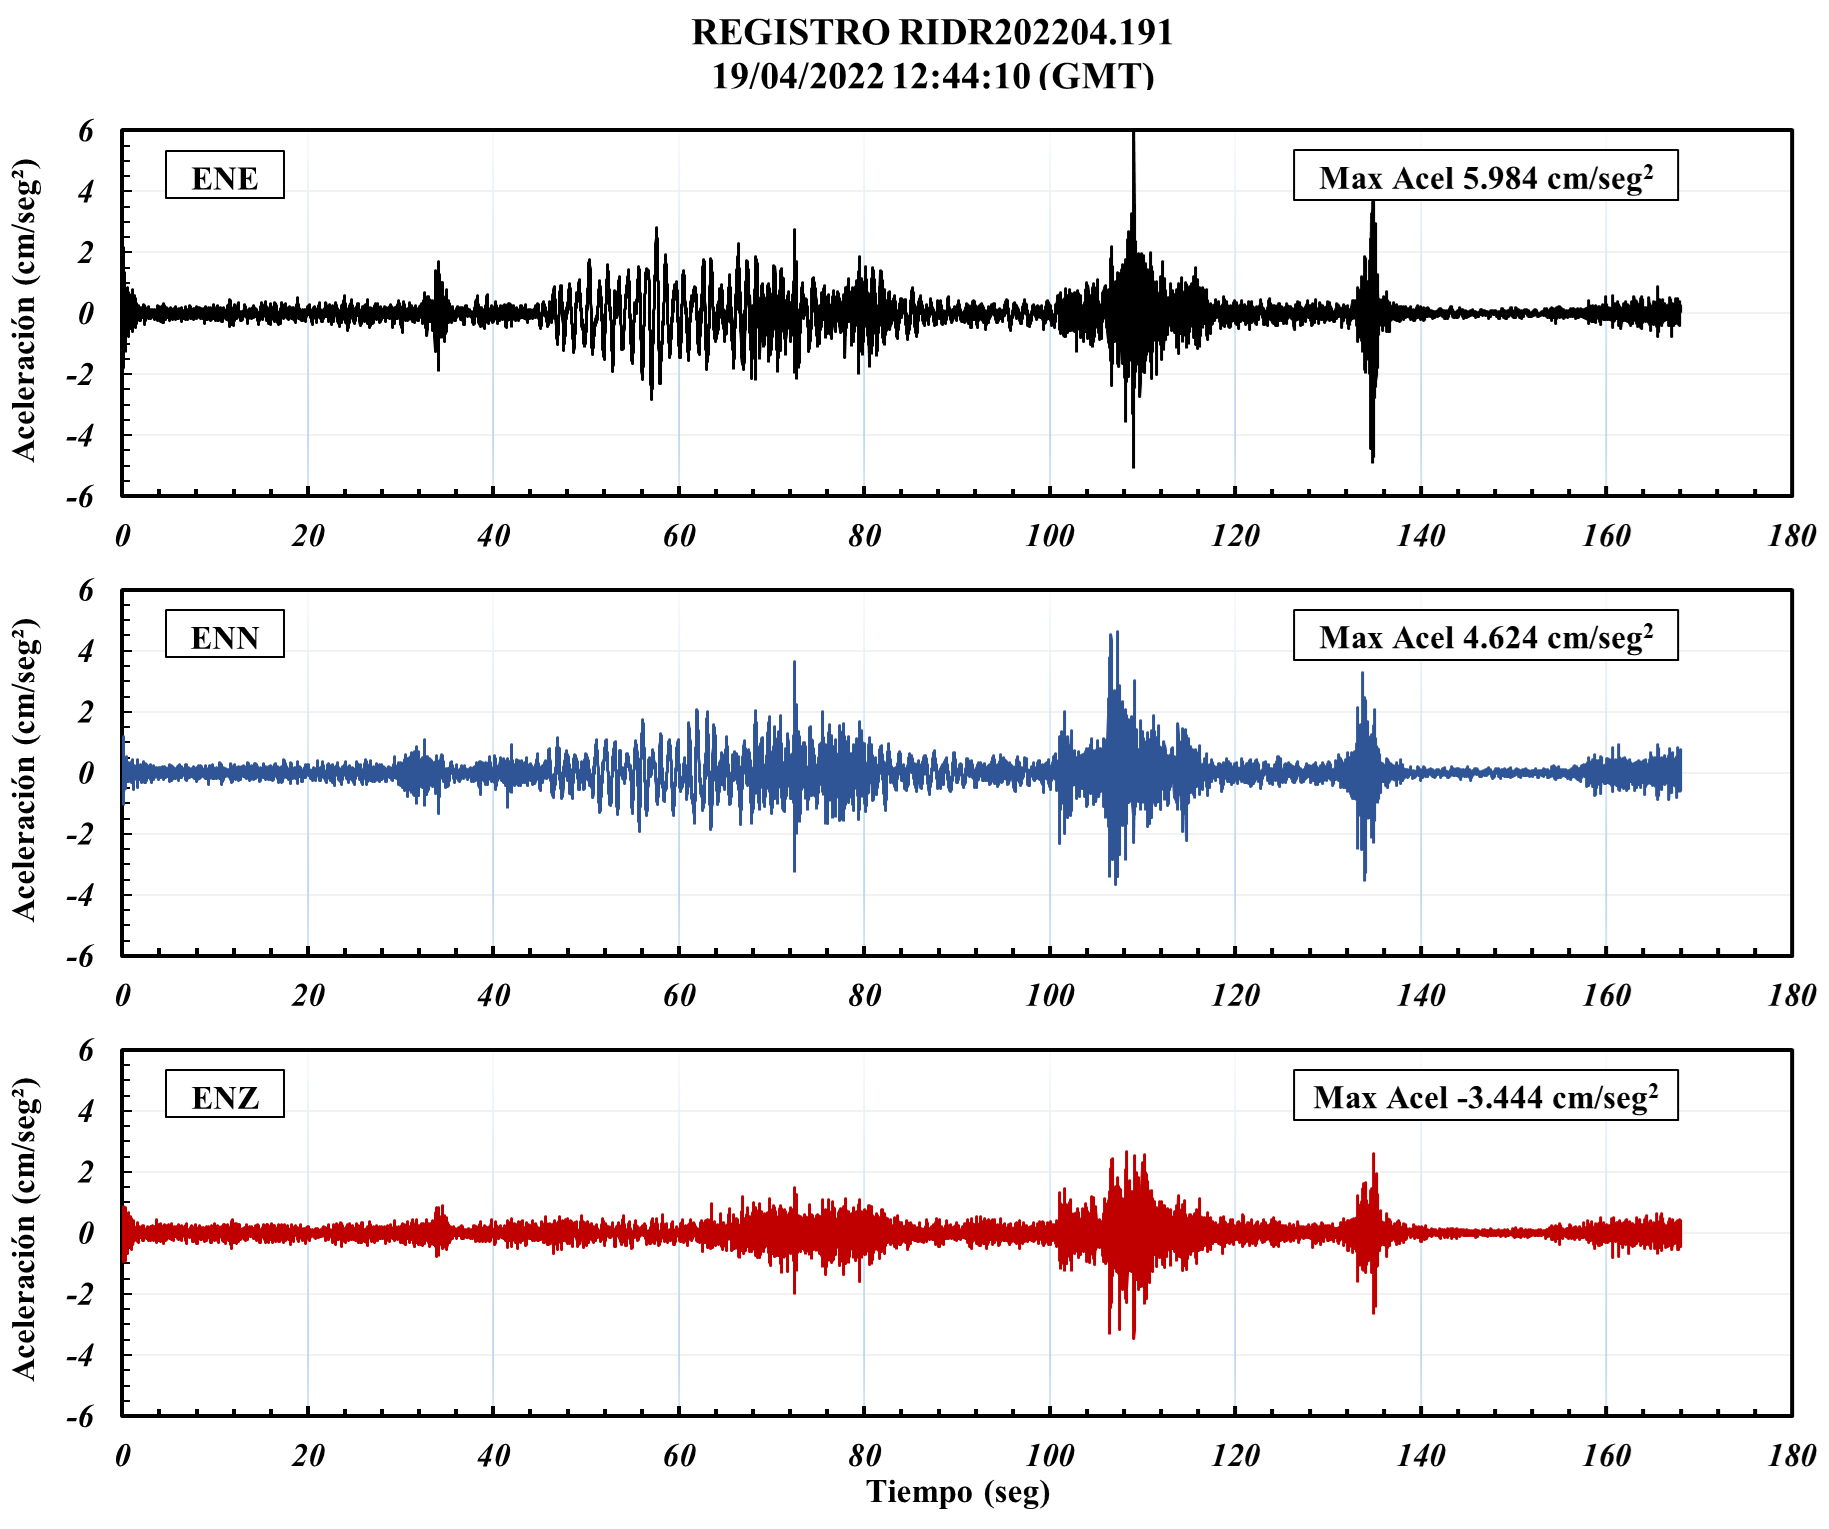 REGISTRO RIDR202204.191
19/04/2022 12:44:10 (GMT)
Aceleración (cm/seg²)
6
4
2
0
-2
-4
-6
ENE
Max Acel 5.984 cm/seg²
0 20 40 60 80 100 120 140 160 180
Aceleración (cm/seg²)
6
4
2
0
-2
-4
-6
ENN
Max Acel 4.624 cm/seg²
0 20 40 60 80 100 120 140 160 180
Aceleración (cm/seg²)
6
4
2
0
-2
-4
-6
ENZ
Max Acel -3.444 cm/seg²
0 20 40 60 80 100 120 140 160 180
Tiempo (seg)